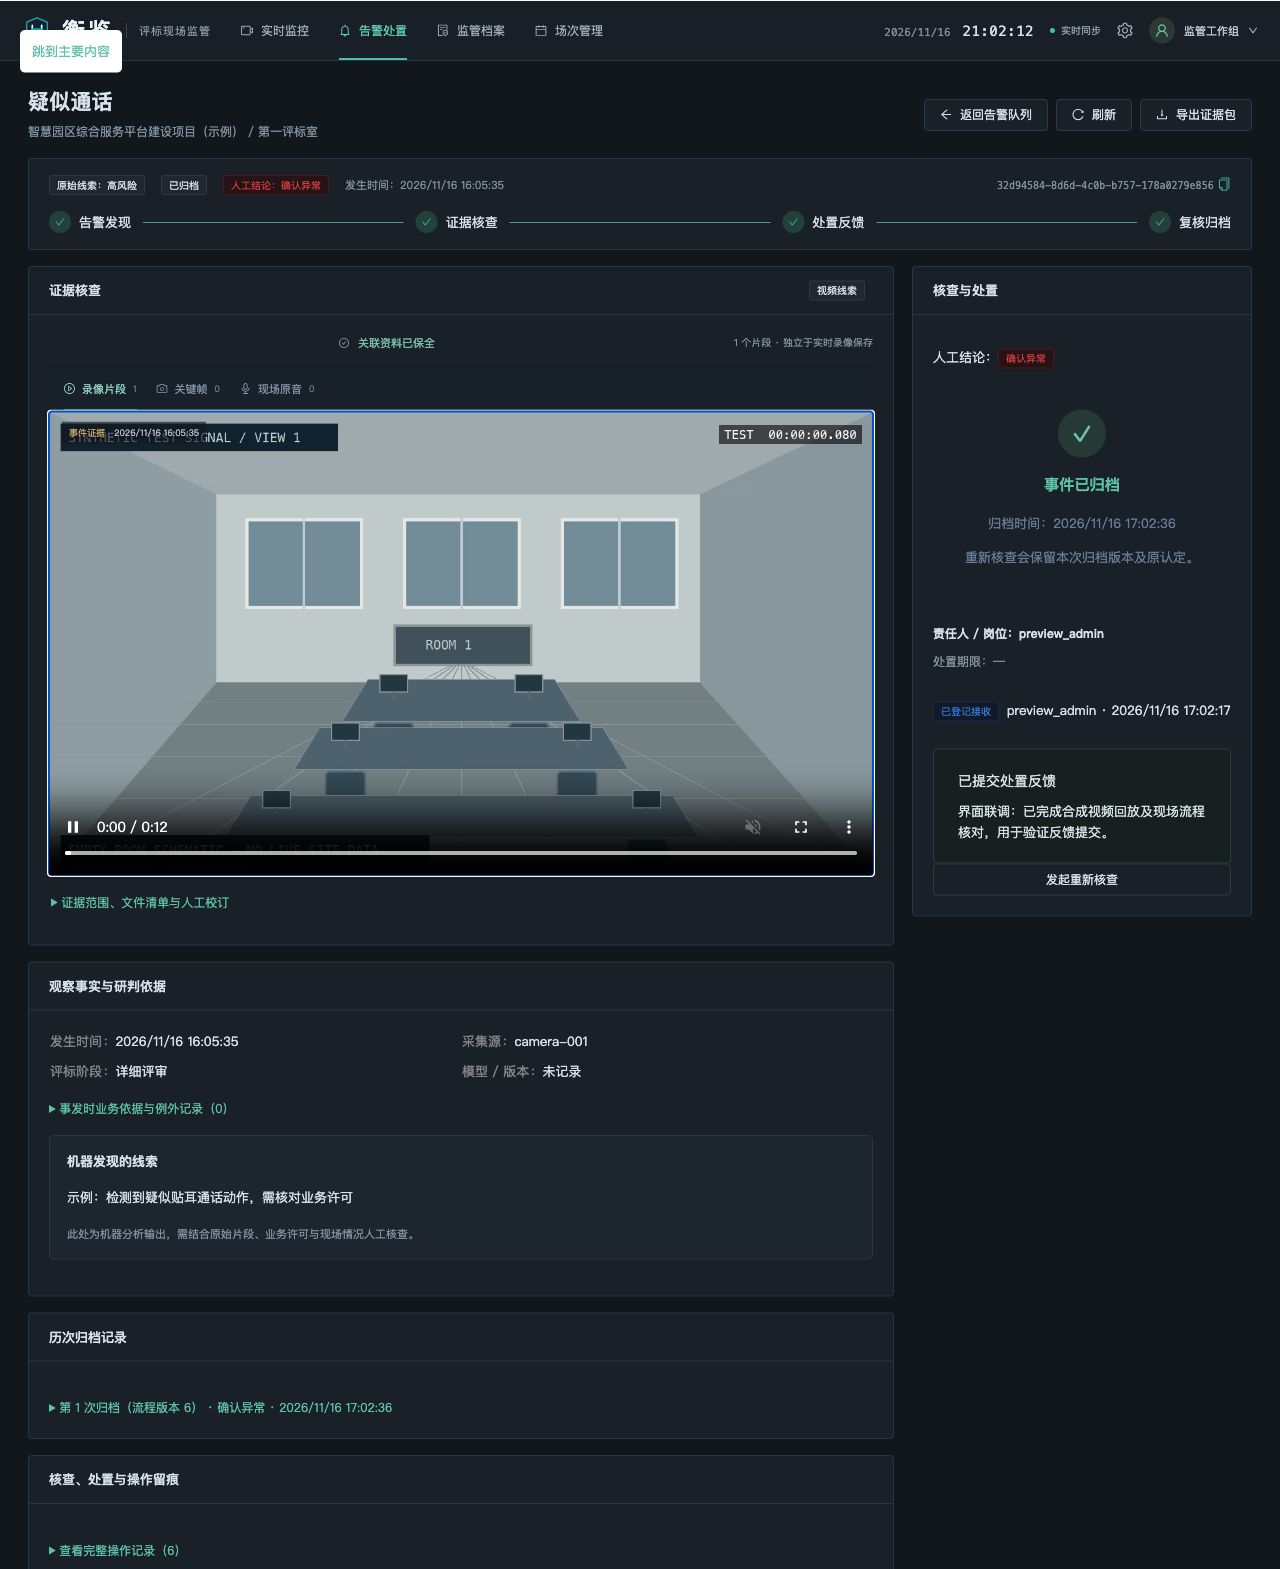 衡监
跳到主要内容
评标现场监管
实时监控
告警处置
监管档案
场次管理
2026/11/16 21:02:12
实时同步
监管工作组
疑似通话
智慧园区综合服务平台建设项目（示例） / 第一评标室
返回告警队列
刷新
导出证据包
原始线索：高风险
已归档
人工结论：确认异常
发生时间：2026/11/16 16:05:35
32d94584-8d6d-4c0b-b757-178a0279e856
告警发现
证据核查
处置反馈
复核归档
证据核查
视频线索
关联资料已保全
1 个片段 · 独立于实时录像保存
录像片段 1
关键帧 0
现场原音 0
事件证据 2026/11/16 16:05:35
SYNTHETIC TEST SIGNAL / VIEW 1
TEST 00:00:00.080
ROOM 1
0:00 / 0:12
EMPTY ROOM SCHEMATIC - NO LIVE SITE DATA
证据范围、文件清单与人工校订
核查与处置
人工结论：确认异常
事件已归档
归档时间：2026/11/16 17:02:36
重新核查会保留本次归档版本及原认定。
责任人 / 岗位：preview_admin
处置期限：—
已登记接收 preview_admin · 2026/11/16 17:02:17
已提交处置反馈
界面联调：已完成合成视频回放及现场流程
核对，用于验证反馈提交。
发起重新核查
观察事实与研判依据
发生时间：2026/11/16 16:05:35
采集源：camera-001
评标阶段：详细评审
模型 / 版本：未记录
事发时业务依据与例外记录（0）
机器发现的线索
示例：检测到疑似贴耳通话动作，需核对业务许可
此处为机器分析输出，需结合原始片段、业务许可与现场情况人工核查。
历次归档记录
第 1 次归档（流程版本 6） · 确认异常 · 2026/11/16 17:02:36
核查、处置与操作留痕
查看完整操作记录（6）